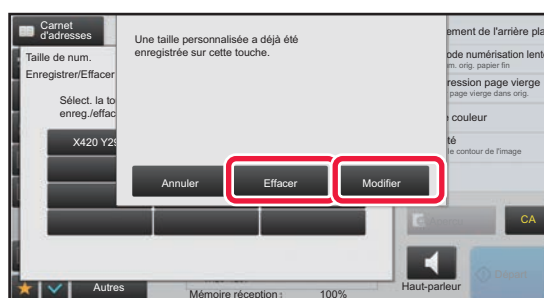 Carnet
d'adresses
Taille de num.
Enregistrer/Effacer
Sélect. la to
enreg./effac
X420 Y29
Une taille personnalisée a déjà été
enregistrée sur cette touche.
Annuler
Effacer
Modifier
ement de l'arrière pla
ode numérisation lent
m. orig. papier fin
ression page vierge
page vierge dans orig.
couleur
té
le contour de l'image
CA
Autres
Mémoire réception :
100%
Haut-parleur
Départ